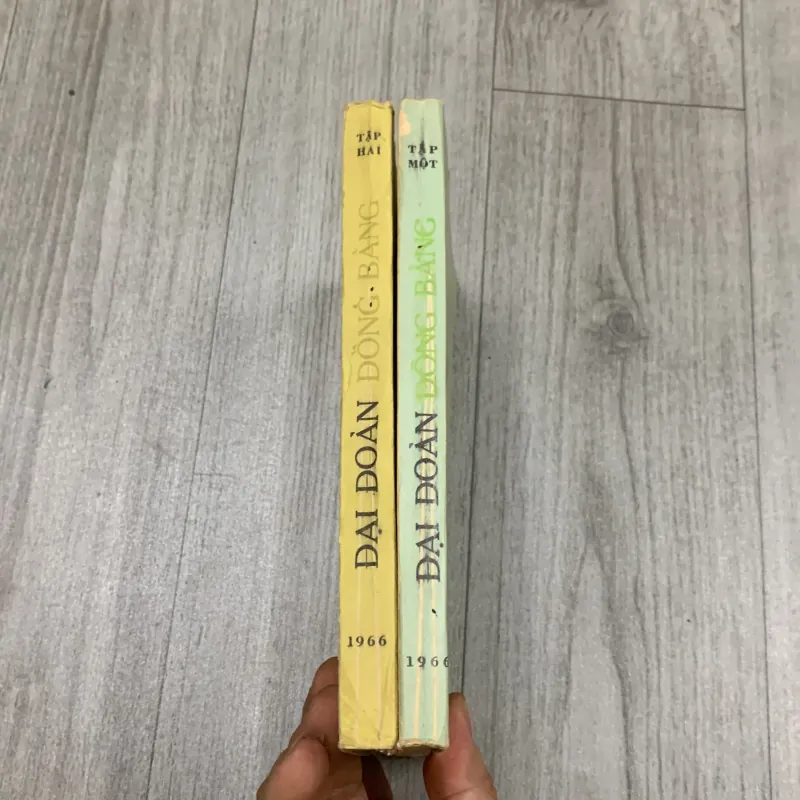 TẬP
HAI
ĐẠI ĐOÀN ĐỒNG BẰNG
1966
TẬP
MỘT
ĐẠI ĐOÀN ĐỒNG BẰNG
1966